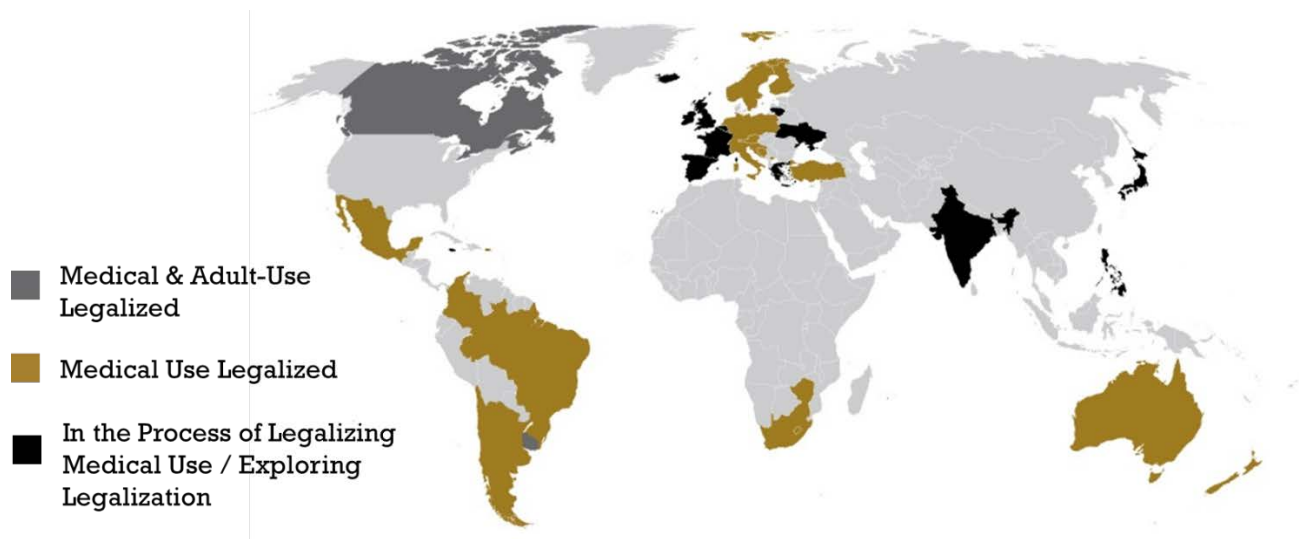 Medical & Adult-Use
Legalized
Medical Use Legalized
In the Process of Legalizing
Medical Use / Exploring
Legalization